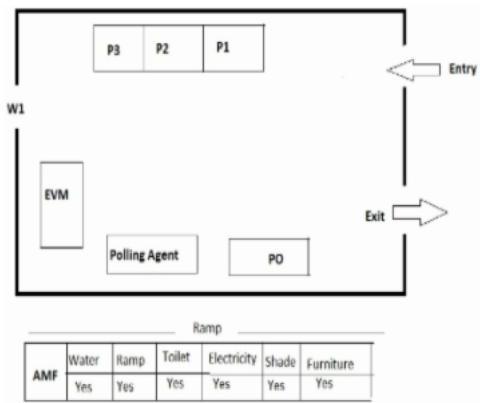 P3 P2 P1
Entry
W1
EVM
Exit
Polling Agent
PO
Ramp
AMF Water Ramp Toilet Electricity Shade Furniture
Yes Yes Yes Yes Yes Yes